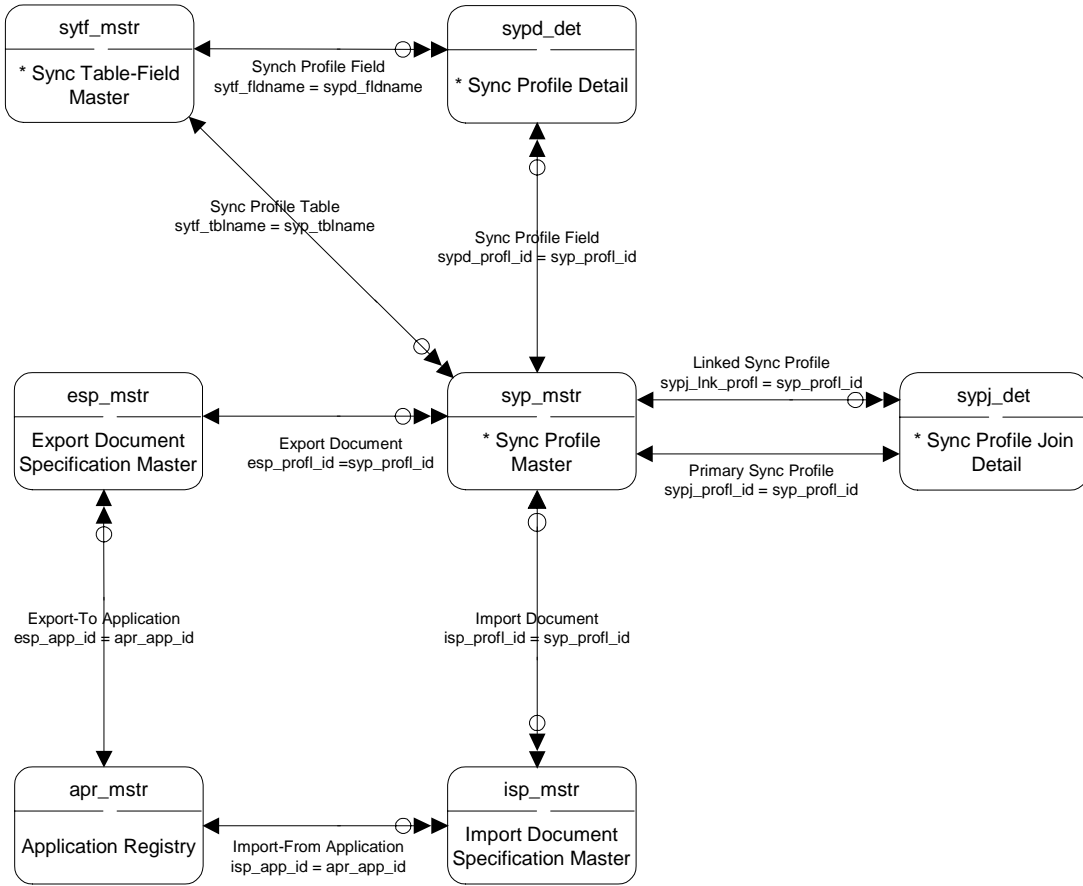 sytf_mstr
* Sync Table-Field
Master
sypd_det
* Sync Profile Detail
Synch Profile Field
sytf_fldname = sypd_fldname
Sync Profile Table
sytf_tblname = syp_tblname
Sync Profile Field
sypd_profl_id = syp_profl_id
esp_mstr
Export Document
Specification Master
Export Document
esp_profl_id =syp_profl_id
syp_mstr
* Sync Profile
Master
Linked Sync Profile
sypj_lnk_profl = syp_profl_id
Primary Sync Profile
sypj_profl_id = syp_profl_id
sypj_det
* Sync Profile Join
Detail
Export-To Application
esp_app_id = apr_app_id
Import Document
isp_profl_id = syp_profl_id
apr_mstr
Application Registry
Import-From Application
isp_app_id = apr_app_id
isp_mstr
Import Document
Specification Master